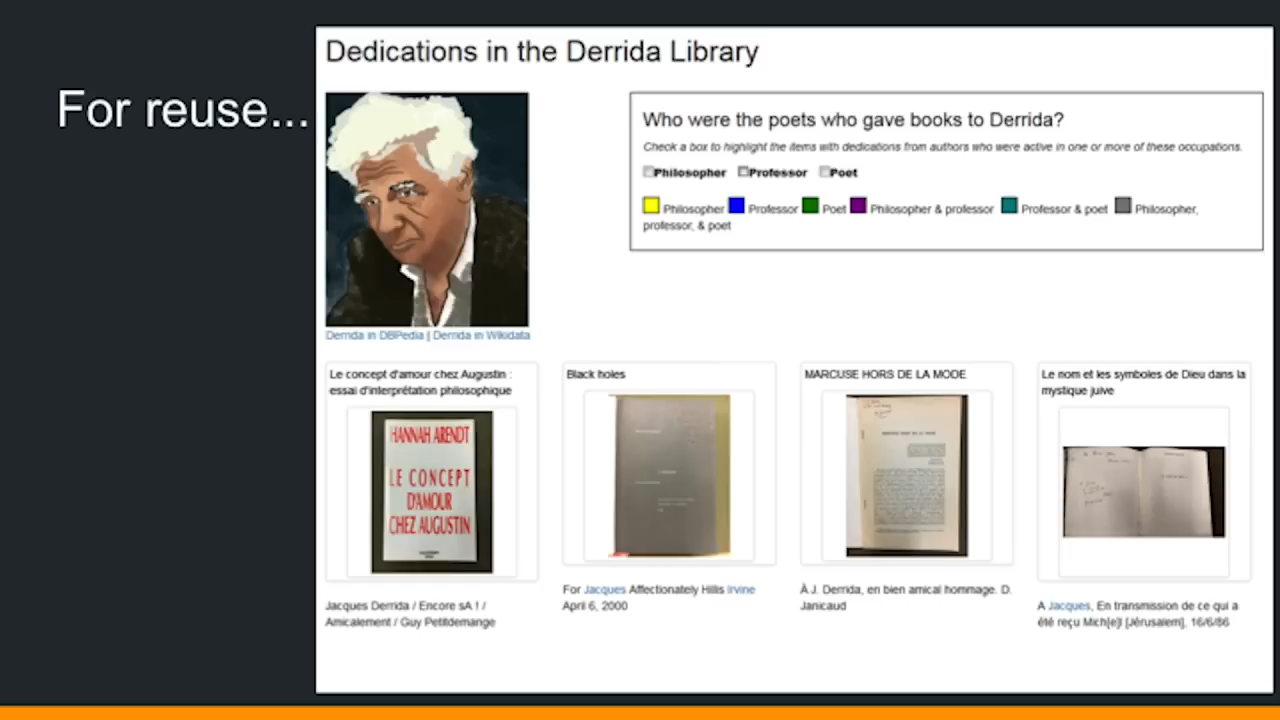 For reuse...
Dedications in the Derrida Library
Who were the poets who gave books to Derrida?
Check a box to highlight the items with dedications from authors who were active in one or more of these occupations.
Philosopher Professor Poet
Philosopher Professor Poet Philosopher & professor Professor & poet Philosopher,
professor, & poet
Derrida in DBPedia | Derrida in Wikidata
Le concept d'amour chez Augustin :
essai d'interprétation philosophique
HANNAH ARENDT
LE CONCEPT
D'AMOUR
CHEZ AUGUSTIN
Jacques Derrida / Encore sA ! /
Amicalement / Guy Petitdemange
Black holes
For Jacques Affectionately Hillis Irvine
April 6, 2000
MARCUSE HORS DE LA MODE
À J. Derrida, en bien amical hommage. D.
Janicaud
Le nom et les symboles de Dieu dans la
mystique juive
A Jacques, En transmission de ce qui a
été reçu Mich[e]l [Jérusalem], 16/6/86